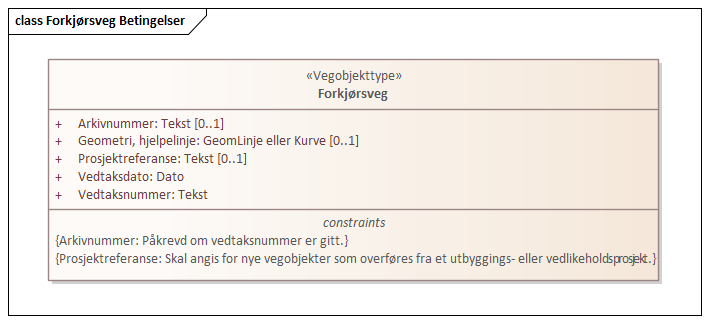 class Forkjørsveg Betingelser
«Vegobjekttype»
Forkjørsveg
+ Arkivnummer: Tekst [0..1]
+ Geometri, hjelpelinje: GeomLinje eller Kurve [0..1]
+ Prosjektreferanse: Tekst [0..1]
+ Vedtaksdato: Dato
+ Vedtaksnummer: Tekst
constraints
{Arkivnummer: Påkrevd om vedtaksnummer er gitt.}
{Prosjektreferanse: Skal angis for nye vegobjekter som overføres fra et utbyggings- eller vedlikeholdsprosjekt.}